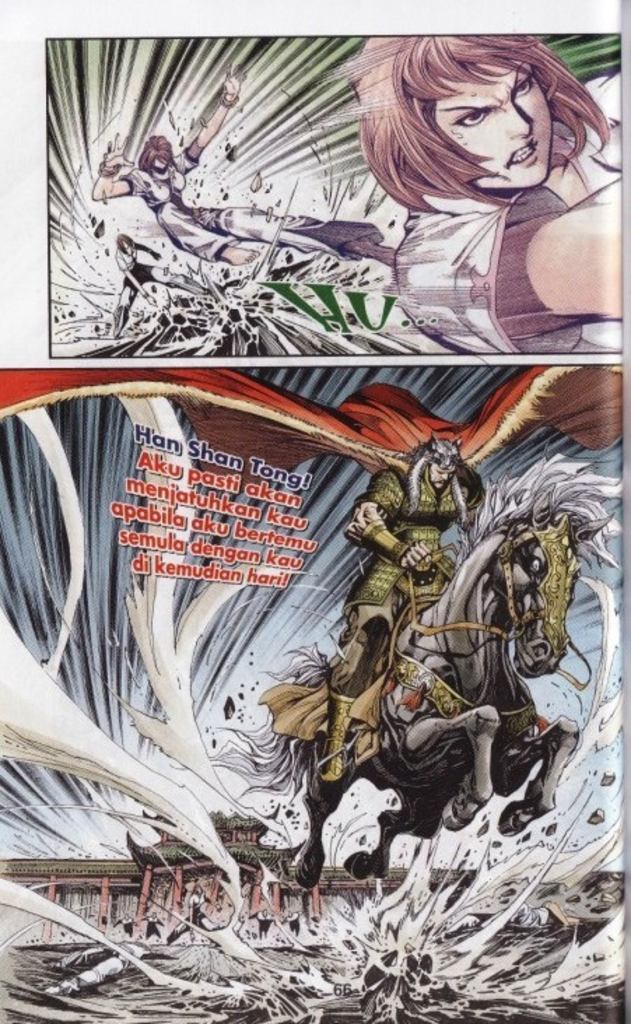 HU...
Han Shan Tong!
Aku pasti akan
menjatuhkan kau
apabila aku bertemu
semula dengan kau
di kemudian hari!
66